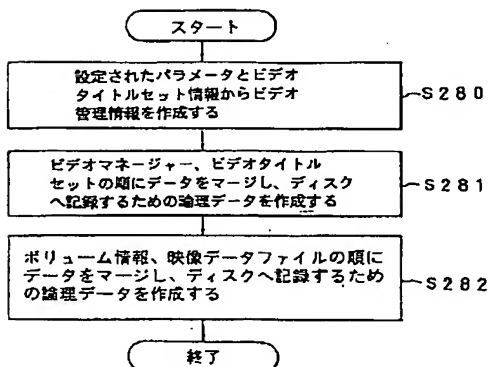 スタート
設定されたパラメータとビデオ
タイトルセット情報からビデオ
管理情報を作成する
S280
ビデオマネージャー、ビデオタイトル
セットの順にデータをマージし、ディスク
へ記録するための論理データを作成する
S281
ボリューム情報、映像データファイルの順に
データをマージし、ディスクへ記録するため
の論理データを作成する
S282
終了